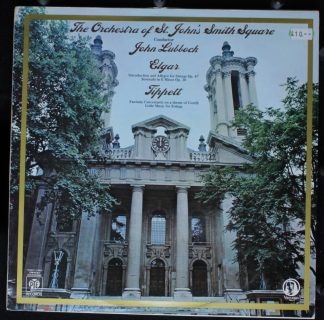 The Orchestra of St. John's Smith Square
Conductor
John Lubbock
Elgar
Introduction and Allegro for Strings Op. 47
Serenade in E Minor Op. 20
Tippett
Fantasia Concertante on a theme of Corelli
Little Music for Strings